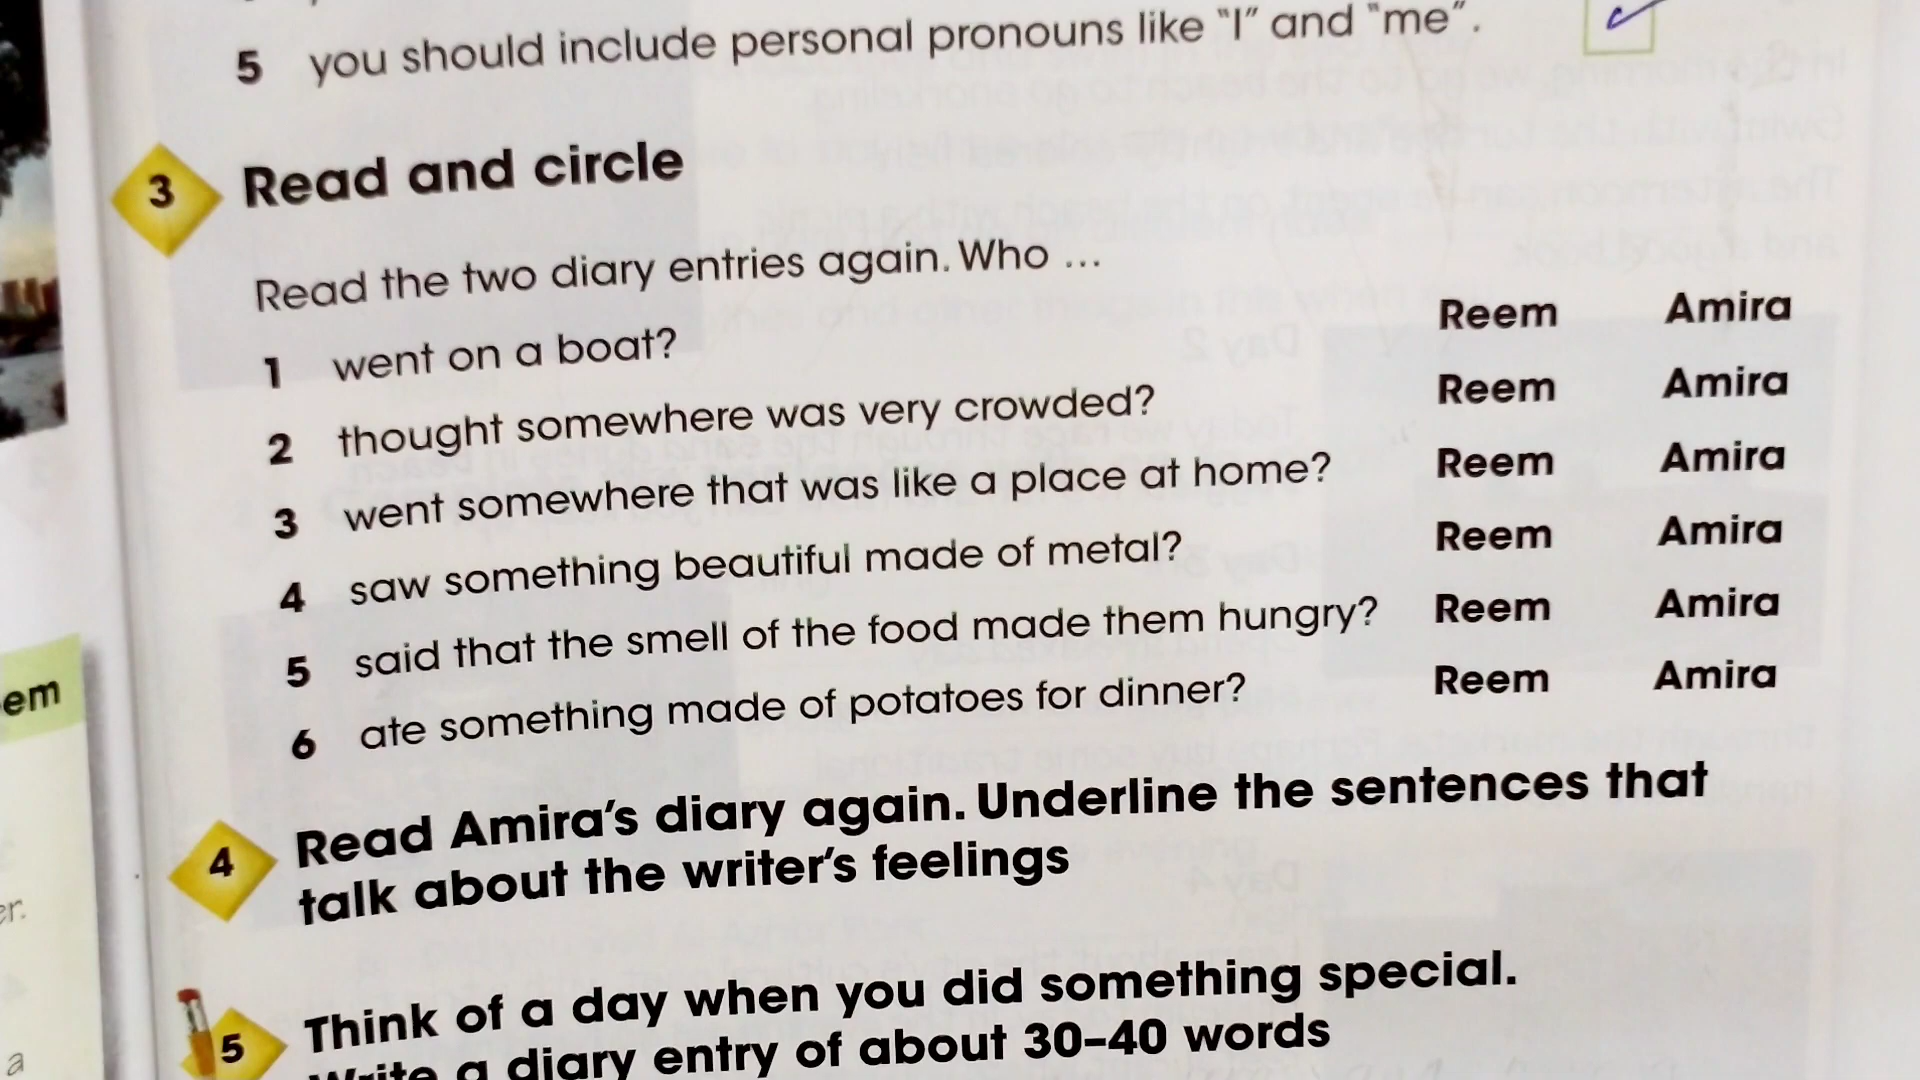 5 you should include personal pronouns like "I" and "me".
3 Read and circle
Read the two diary entries again. Who ...
1 went on a boat? Reem Amira
2 thought somewhere was very crowded? Reem Amira
3 went somewhere that was like a place at home? Reem Amira
4 saw something beautiful made of metal? Reem Amira
5 said that the smell of the food made them hungry? Reem Amira
6 ate something made of potatoes for dinner? Reem Amira
4 Read Amira's diary again. Underline the sentences that
talk about the writer's feelings
5 Think of a day when you did something special.
Write a diary entry of about 30–40 words
em
er.
a